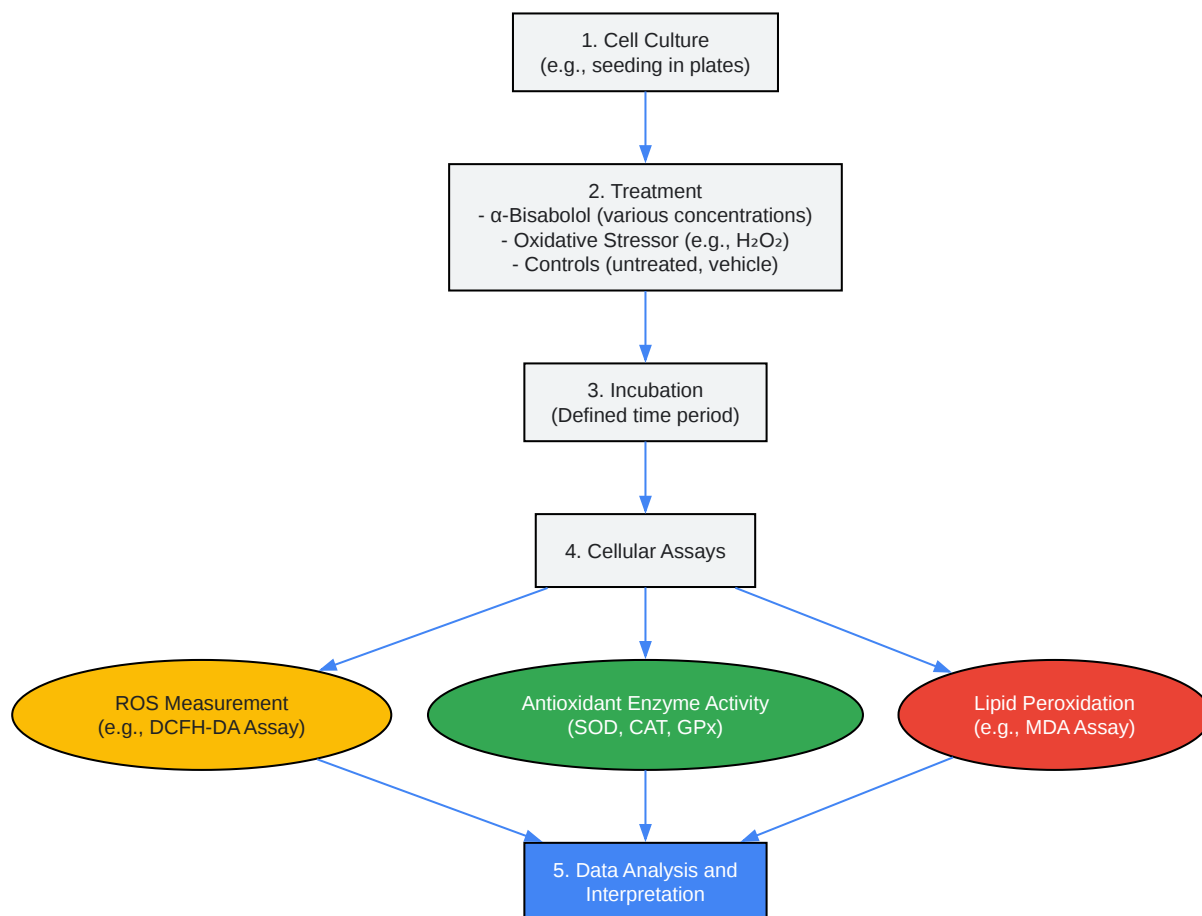 1. Cell Culture
(e.g., seeding in plates)
2. Treatment
- α-Bisabolol (various concentrations)
- Oxidative Stressor (e.g., H₂O₂)
- Controls (untreated, vehicle)
3. Incubation
(Defined time period)
4. Cellular Assays
ROS Measurement
(e.g., DCFH-DA Assay)
Antioxidant Enzyme Activity
(SOD, CAT, GPx)
Lipid Peroxidation
(e.g., MDA Assay)
5. Data Analysis and
Interpretation